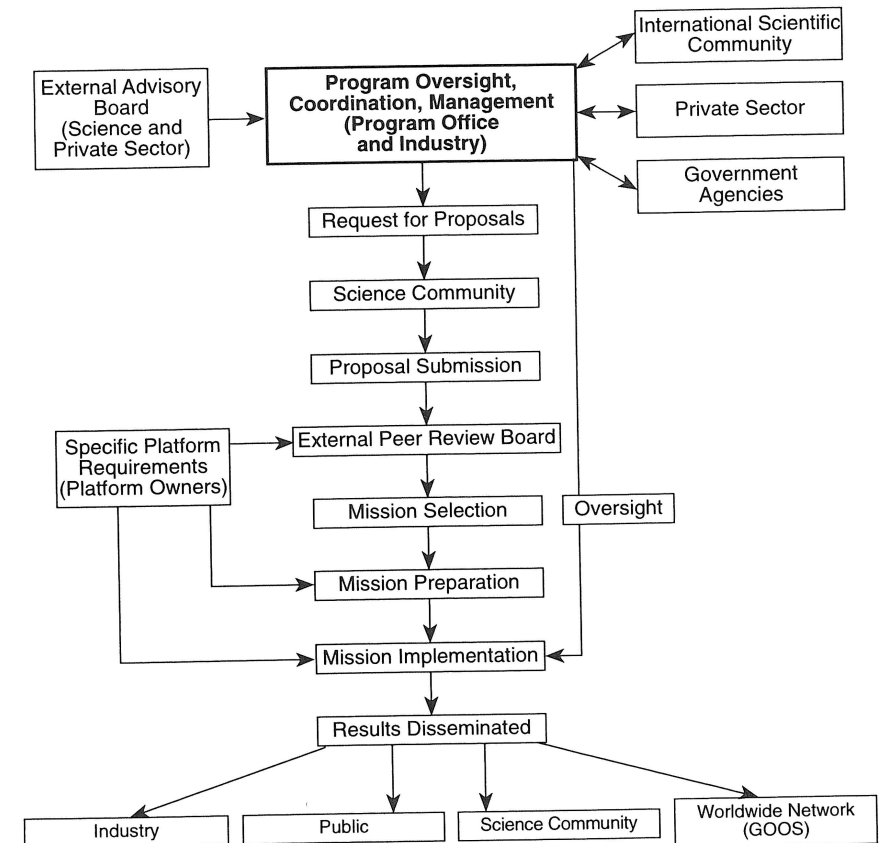 International Scientific
Community
External Advisory
Board
(Science and
Private Sector)
Program Oversight,
Coordination, Management
(Program Office
and Industry)
Private Sector
Government
Agencies
Request for Proposals
Science Community
Proposal Submission
Specific Platform
Requirements
(Platform Owners)
External Peer Review Board
Mission Selection
Oversight
Mission Preparation
Mission Implementation
Results Disseminated
Industry
Public
Science Community
Worldwide Network
(GOOS)